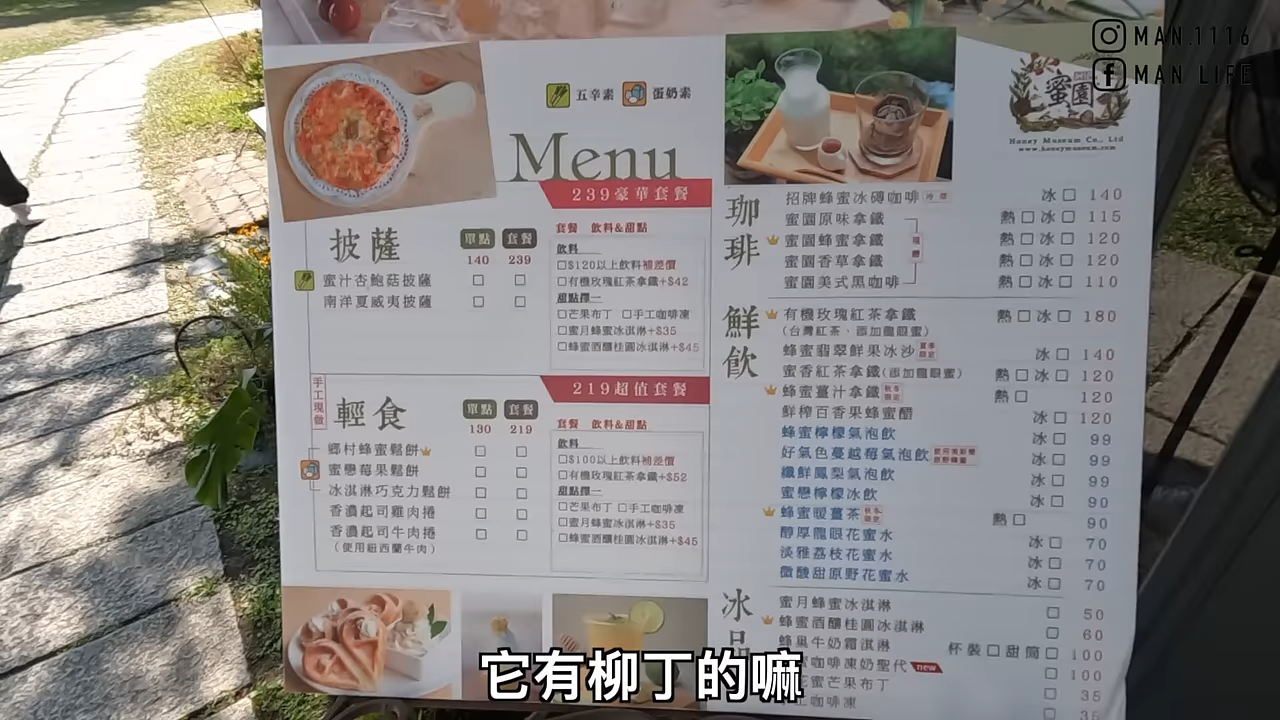 MAN.1116
MAN LIFE
蜜園
Honey Museum Co., Ltd
www.honeymuseum.com
五辛素 蛋奶素
Menu
239豪華套餐
披薩 單點 套餐
140 239
蜜汁杏鮑菇披薩 □ □
南洋夏威夷披薩 □ □
套餐 飲料&甜點
飲料
□$120以上飲料補差價
□有機玫瑰紅茶拿鐵+$42
甜點擇一
□芒果布丁 □手工咖啡凍
□蜜月蜂蜜冰淇淋+$35
□蜂蜜酒釀桂圓冰淇淋+$45
219超值套餐
手工現做
輕食 單點 套餐
130 219
鄉村蜂蜜鬆餅 □ □
蜜戀莓果鬆餅 □ □
冰淇淋巧克力鬆餅 □ □
香濃起司雞肉捲 □ □
香濃起司牛肉捲 □ □
(使用紐西蘭牛肉)
套餐 飲料&甜點
飲料
□$100以上飲料補差價
□有機玫瑰紅茶拿鐵+$52
甜點擇一
□芒果布丁 □手工咖啡凍
□蜜月蜂蜜冰淇淋+$35
□蜂蜜酒釀桂圓冰淇淋+$45
珈琲
招牌蜂蜜冰磚咖啡 冰□ 140
蜜園原味拿鐵 熱□冰□ 115
蜜園蜂蜜拿鐵 熱□冰□ 120
蜜園香草拿鐵 熱□冰□ 120
蜜園美式黑咖啡 熱□冰□ 110
鮮飲
有機玫瑰紅茶拿鐵 熱□冰□ 180
(台灣紅茶、添加龍眼蜜)
蜂蜜翡翠鮮果冰沙 夏季限定 冰□ 140
蜜香紅茶拿鐵(添加龍眼蜜) 熱□冰□ 120
蜂蜜薑汁拿鐵 秋冬限定 熱□ 120
鮮榨百香果蜂蜜醋 冰□ 120
蜂蜜檸檬氣泡飲 冰□ 99
好氣色蔓越莓氣泡飲 冰□ 99
纖鮮鳳梨氣泡飲 冰□ 99
蜜戀檸檬冰飲 冰□ 90
蜂蜜暖薑茶 秋冬限定 熱□ 90
醇厚龍眼花蜜水 冰□ 70
淡雅荔枝花蜜水 冰□ 70
微酸甜原野花蜜水 冰□ 70
冰品
蜜月蜂蜜冰淇淋 □ 50
蜂蜜酒釀桂圓冰淇淋 □ 60
蜂巢牛奶霜淇淋 杯裝□甜筒□ 100
咖啡凍奶聖代 new □ 100
花蜜芒果布丁 □ 35
工咖啡凍 □ 35
它有柳丁的嘛